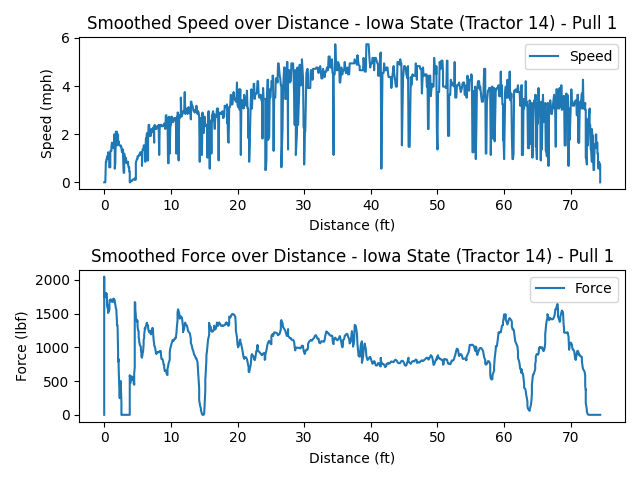 Smoothed Speed over Distance - Iowa State (Tractor 14) - Pull 1
6
4
2
0
Speed (mph)
Speed
0 10 20 30 40 50 60 70
Distance (ft)
Smoothed Force over Distance - Iowa State (Tractor 14) - Pull 1
2000
1500
1000
500
0
Force (lbf)
Force
0 10 20 30 40 50 60 70
Distance (ft)